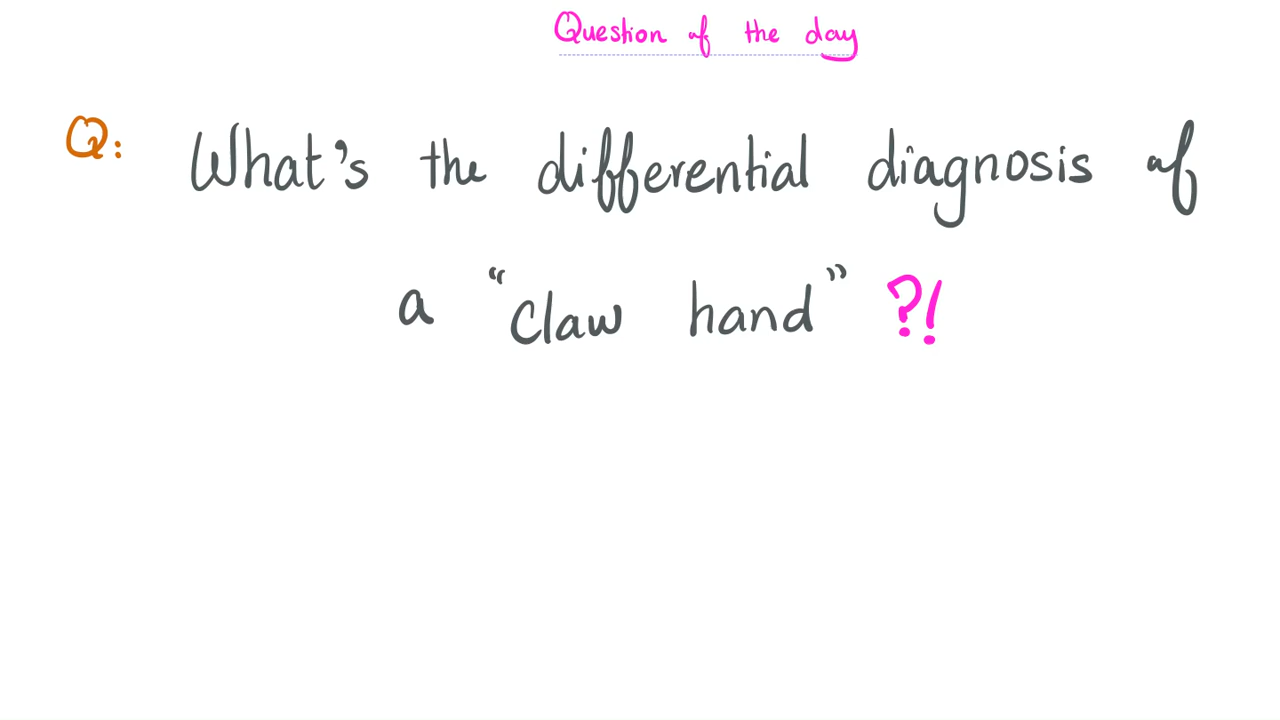 Question of the day
Q: What's the differential diagnosis of
a "claw hand" ?!